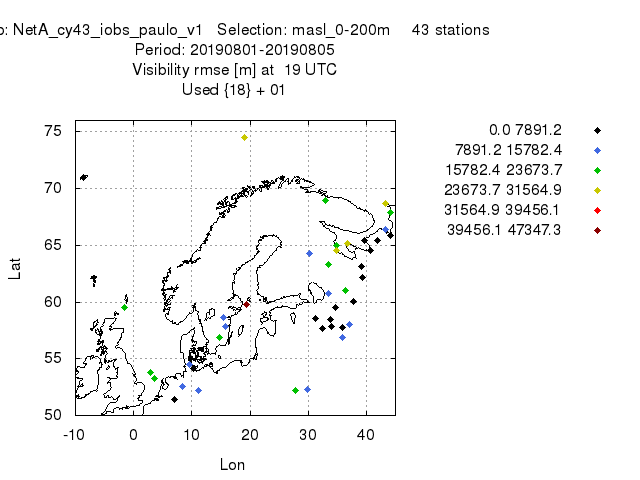 o: NetA_cy43_iobs_paulo_v1 Selection: masl_0-200m 43 stations
Period: 20190801-20190805
Visibility rmse [m] at 19 UTC
Used {18} + 01
0.0 7891.2
7891.2 15782.4
15782.4 23673.7
23673.7 31564.9
31564.9 39456.1
39456.1 47347.3
75
70
65
60
55
50
Lat
-10 0 10 20 30 40
Lon